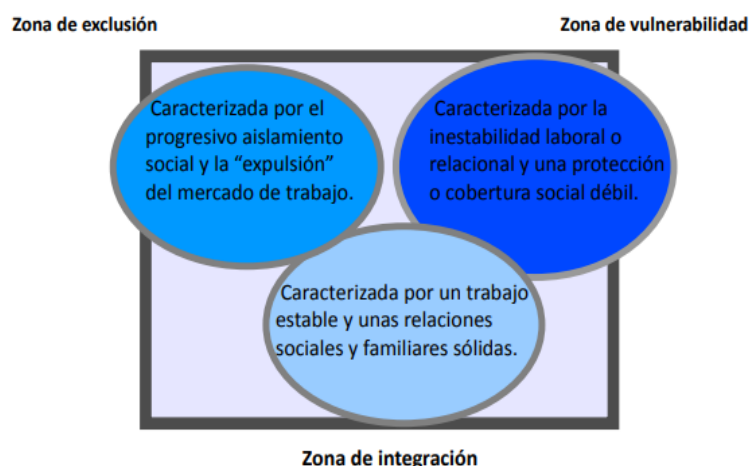 Zona de exclusión
Zona de vulnerabilidad
Caracterizada por el
progresivo aislamiento
social y la “expulsión”
del mercado de trabajo.
Caracterizada por la
inestabilidad laboral o
relacional y una protección
o cobertura social débil.
Caracterizada por un trabajo
estable y unas relaciones
sociales y familiares sólidas.
Zona de integración